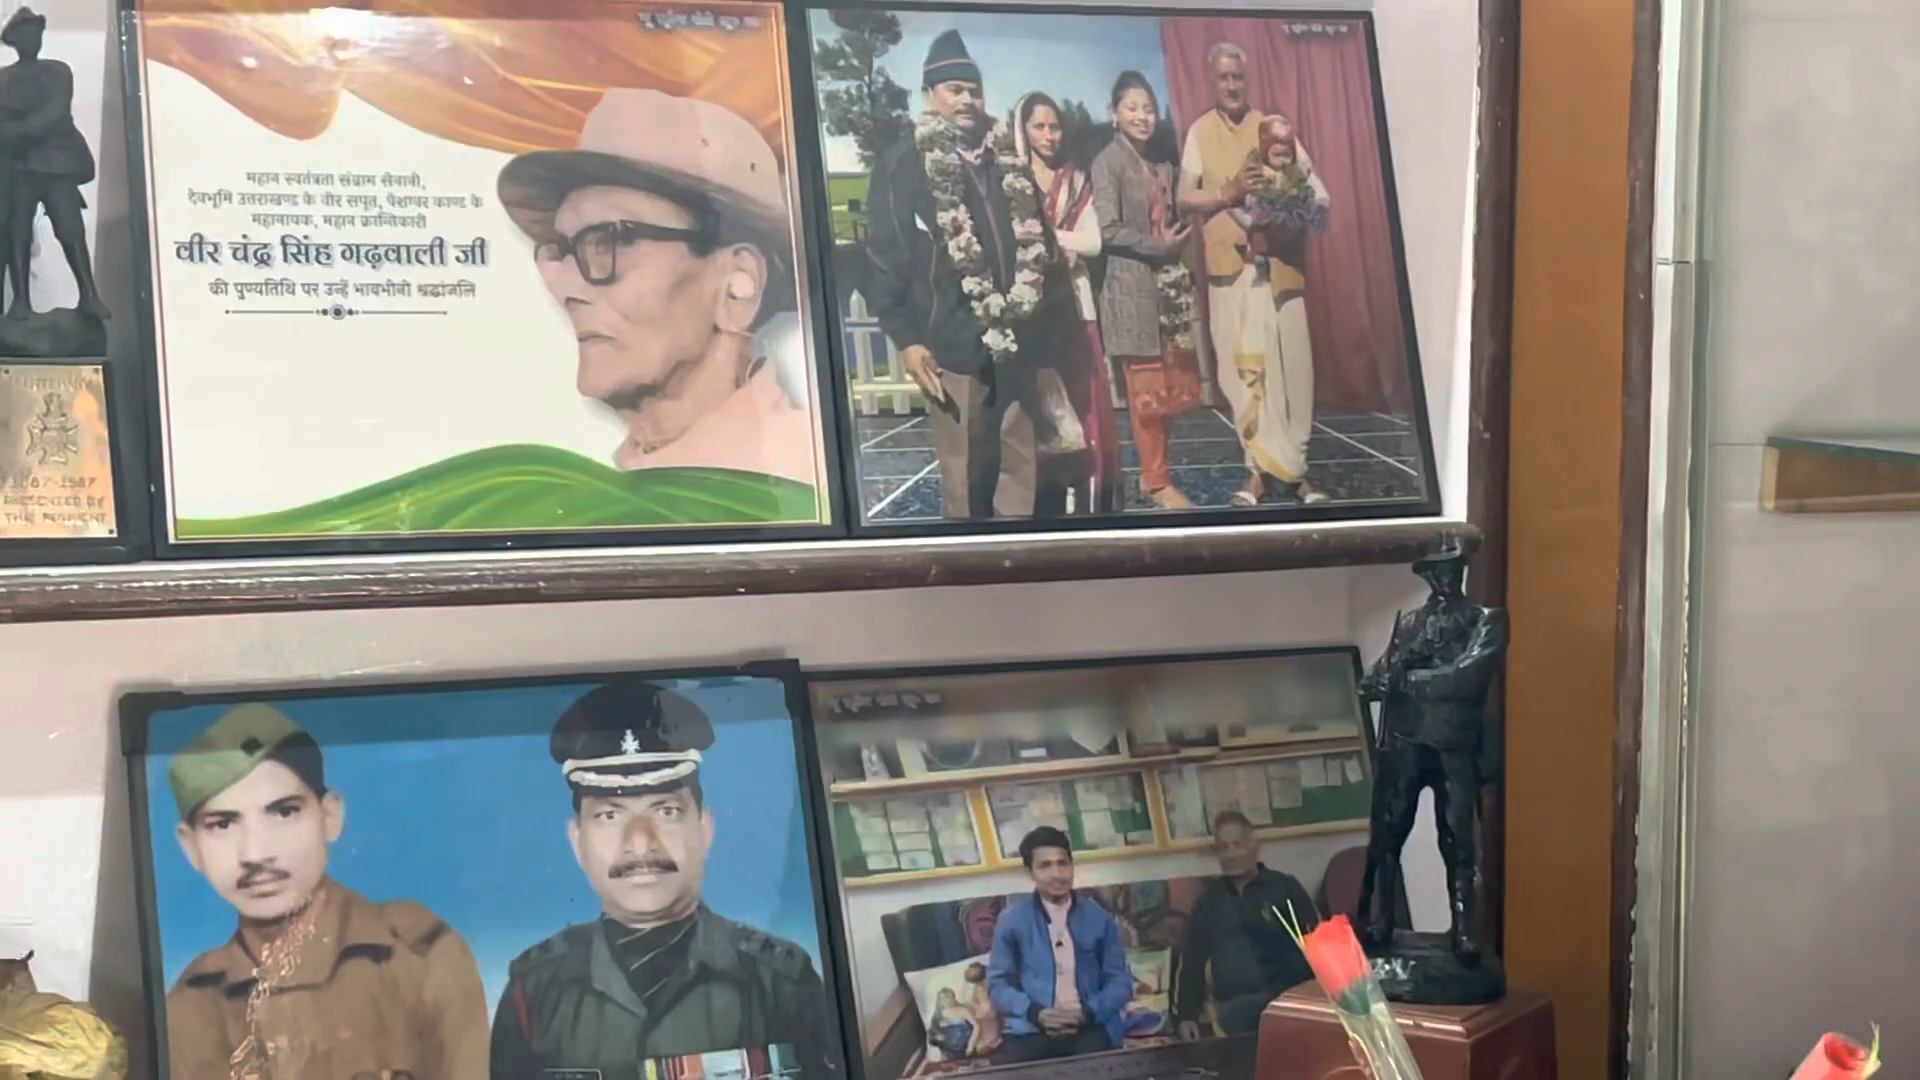 महान स्वतंत्रता संग्राम सेनानी,
देवभूमि उत्तराखण्ड के वीर सपूत, पेशावर काण्ड के
महानायक, महान क्रान्तिकारी
वीर चंद्र सिंह गढ़वाली जी
की पुण्यतिथि पर उन्हें भावभीनी श्रद्धांजलि
1887-1987
PRESENTED BY
THE REGIMENT